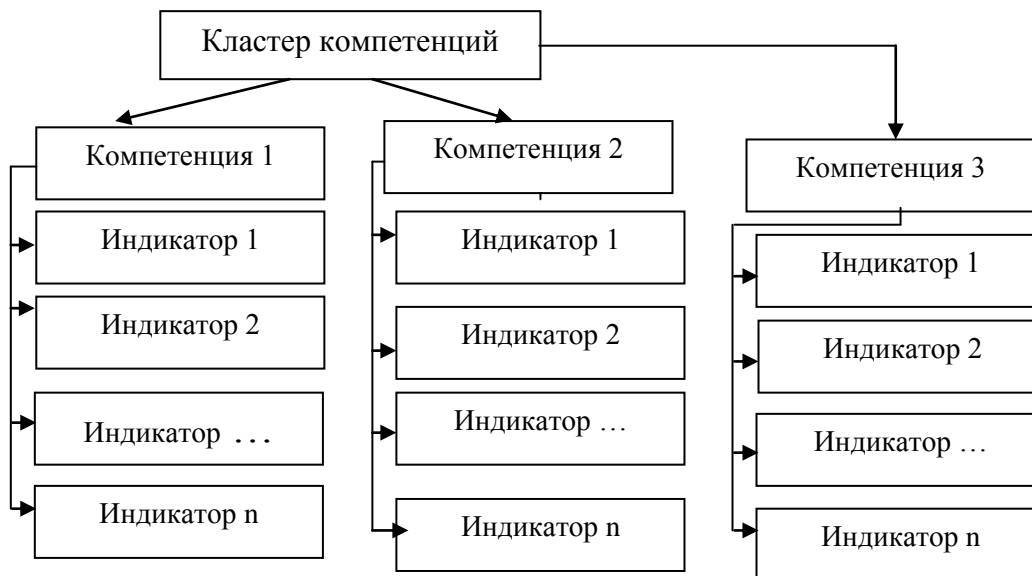 Кластер компетенций
Компетенция 1
Индикатор 1
Индикатор 2
Индикатор ...
Индикатор n
Компетенция 2
Индикатор 1
Индикатор 2
Индикатор ...
Индикатор n
Компетенция 3
Индикатор 1
Индикатор 2
Индикатор ...
Индикатор n